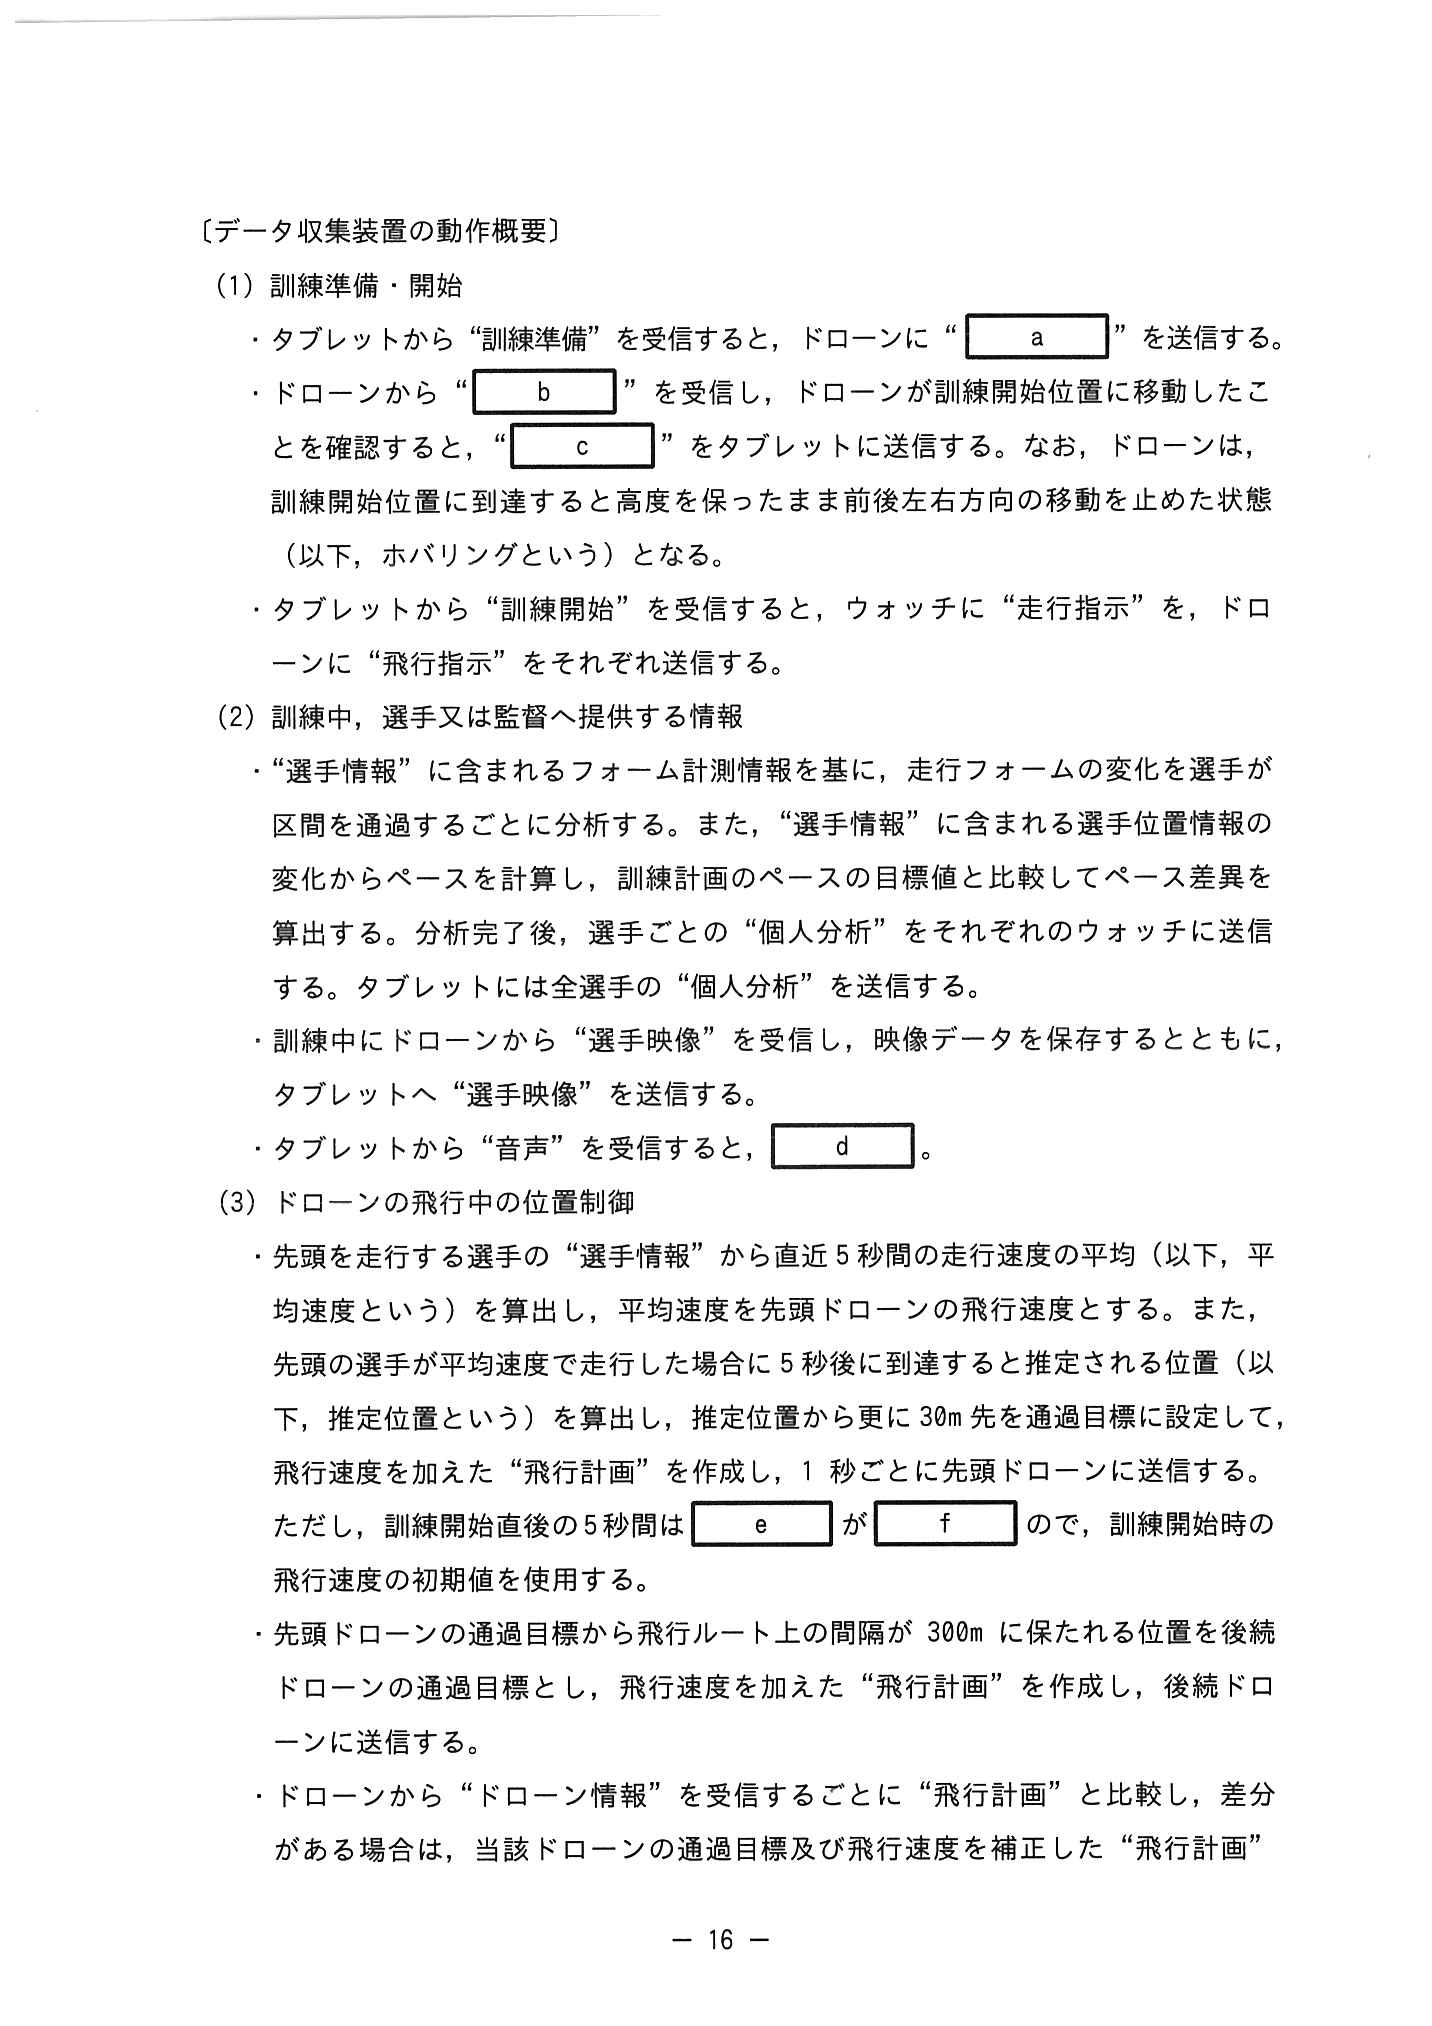 〔データ収集装置の動作概要〕
(1) 訓練準備・開始
・タブレットから“訓練準備”を受信すると，ドローンに“ a ”を送信する。
・ドローンから“ b ”を受信し，ドローンが訓練開始位置に移動したこ
とを確認すると，“ c ”をタブレットに送信する。なお，ドローンは，
訓練開始位置に到達すると高度を保ったまま前後左右方向の移動を止めた状態
（以下，ホバリングという）となる。
・タブレットから“訓練開始”を受信すると，ウォッチに“走行指示”を，ドロ
ーンに“飛行指示”をそれぞれ送信する。
(2) 訓練中，選手又は監督へ提供する情報
・“選手情報”に含まれるフォーム計測情報を基に，走行フォームの変化を選手が
区間を通過するごとに分析する。また，“選手情報”に含まれる選手位置情報の
変化からペースを計算し，訓練計画のペースの目標値と比較してペース差異を
算出する。分析完了後，選手ごとの“個人分析”をそれぞれのウォッチに送信
する。タブレットには全選手の“個人分析”を送信する。
・訓練中にドローンから“選手映像”を受信し，映像データを保存するとともに，
タブレットへ“選手映像”を送信する。
・タブレットから“音声”を受信すると， d 。
(3) ドローンの飛行中の位置制御
・先頭を走行する選手の“選手情報”から直近5秒間の走行速度の平均（以下，平
均速度という）を算出し，平均速度を先頭ドローンの飛行速度とする。また，
先頭の選手が平均速度で走行した場合に5秒後に到達すると推定される位置（以
下，推定位置という）を算出し，推定位置から更に30m先を通過目標に設定して，
飛行速度を加えた“飛行計画”を作成し，1秒ごとに先頭ドローンに送信する。
ただし，訓練開始直後の5秒間は e が f ので，訓練開始時の
飛行速度の初期値を使用する。
・先頭ドローンの通過目標から飛行ルート上の間隔が 300m に保たれる位置を後続
ドローンの通過目標とし，飛行速度を加えた“飛行計画”を作成し，後続ドロ
ーンに送信する。
・ドローンから“ドローン情報”を受信するごとに“飛行計画”と比較し，差分
がある場合は，当該ドローンの通過目標及び飛行速度を補正した“飛行計画”
－ 16 －